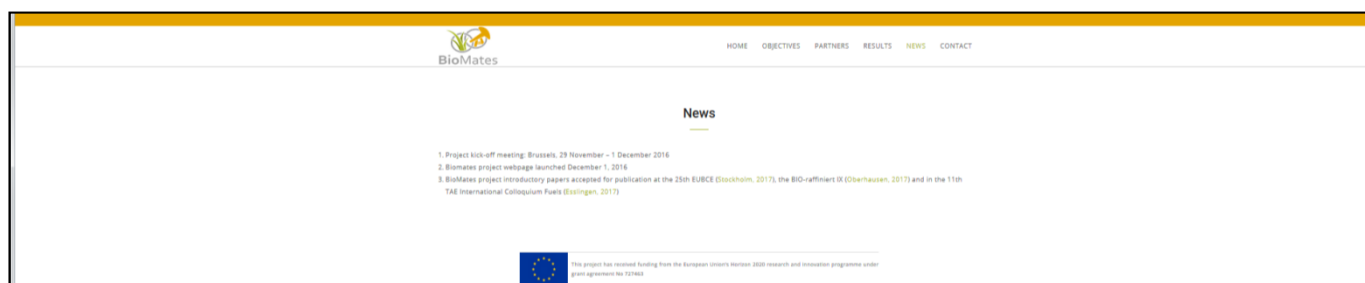 BioMates
HOME OBJECTIVES PARTNERS RESULTS NEWS CONTACT
News
1. Project kick-off meeting: Brussels, 29 November – 1 December 2016
2. Biomates project webpage launched December 1, 2016
3. BioMates project introductory papers accepted for publication at the 25th EUBCE (Stockholm, 2017), the BIO-raffiniert IX (Oberhausen, 2017) and in the 11th
TAE International Colloquium Fuels (Esslingen, 2017)
This project has received funding from the European Union's Horizon 2020 research and innovation programme under
grant agreement No 727463